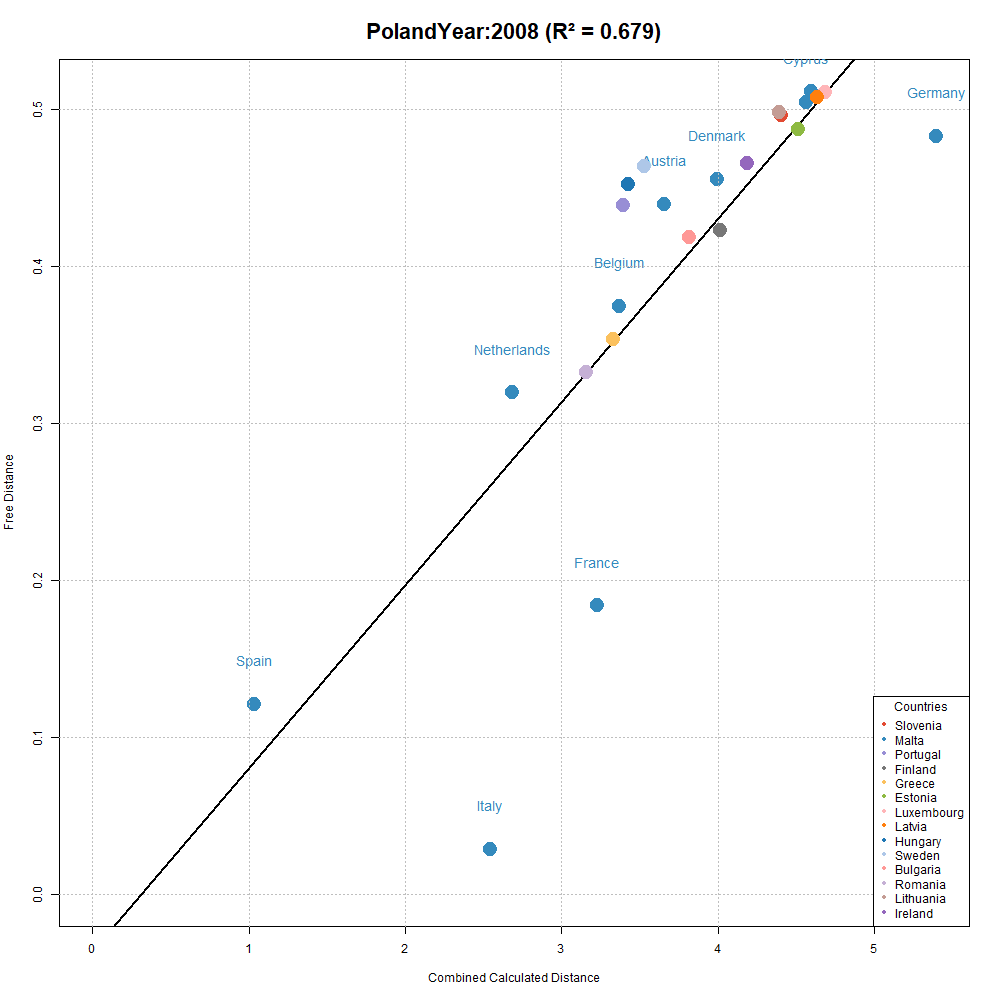 PolandYear:2008 (R² = 0.679)
Cyprus
Germany
Denmark
Austria
Belgium
Netherlands
France
Spain
Italy
Free Distance
0.5
0.4
0.3
0.2
0.1
0.0
0
1
2
3
4
5
Combined Calculated Distance
Countries
Slovenia
Malta
Portugal
Finland
Greece
Estonia
Luxembourg
Latvia
Hungary
Sweden
Bulgaria
Romania
Lithuania
Ireland